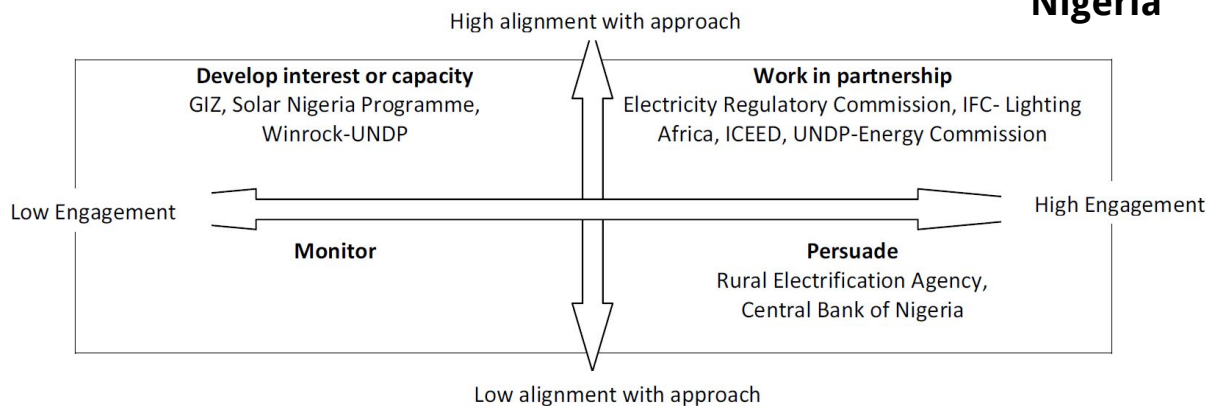 Nigeria
High alignment with approach
Develop interest or capacity
GIZ, Solar Nigeria Programme,
Winrock-UNDP
Work in partnership
Electricity Regulatory Commission, IFC- Lighting
Africa, ICEED, UNDP-Energy Commission
Low Engagement
High Engagement
Monitor
Persuade
Rural Electrification Agency,
Central Bank of Nigeria
Low alignment with approach